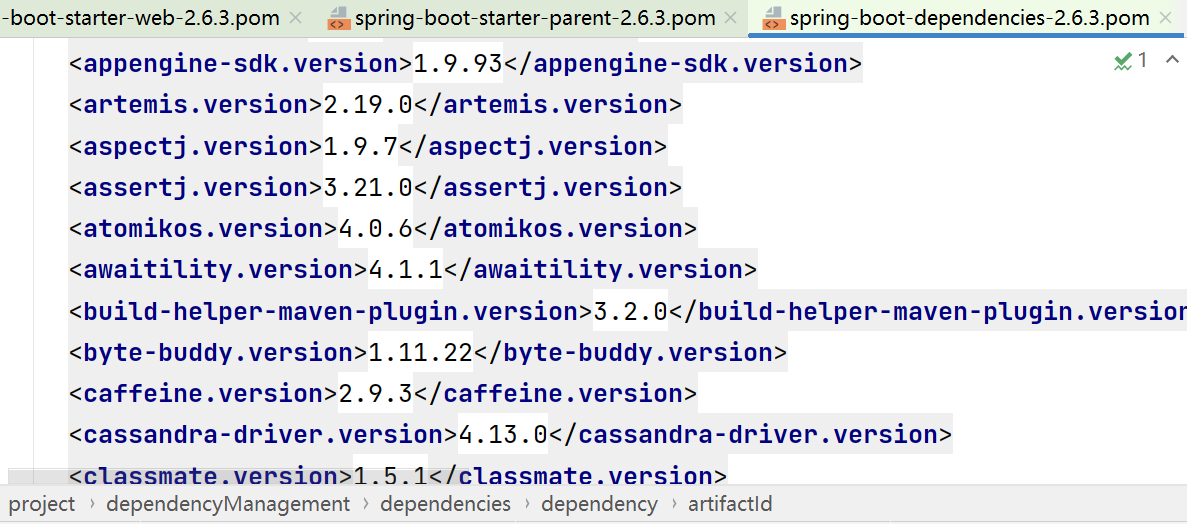 -boot-starter-web-2.6.3.pom spring-boot-starter-parent-2.6.3.pom spring-boot-dependencies-2.6.3.pom
<appengine-sdk.version>1.9.93</appengine-sdk.version> 1
<artemis.version>2.19.0</artemis.version>
<aspectj.version>1.9.7</aspectj.version>
<assertj.version>3.21.0</assertj.version>
<atomikos.version>4.0.6</atomikos.version>
<awaitility.version>4.1.1</awaitility.version>
<build-helper-maven-plugin.version>3.2.0</build-helper-maven-plugin.version
<byte-buddy.version>1.11.22</byte-buddy.version>
<caffeine.version>2.9.3</caffeine.version>
<cassandra-driver.version>4.13.0</cassandra-driver.version>
<classmate.version>1.5.1</classmate.version>
project › dependencyManagement › dependencies › dependency › artifactId